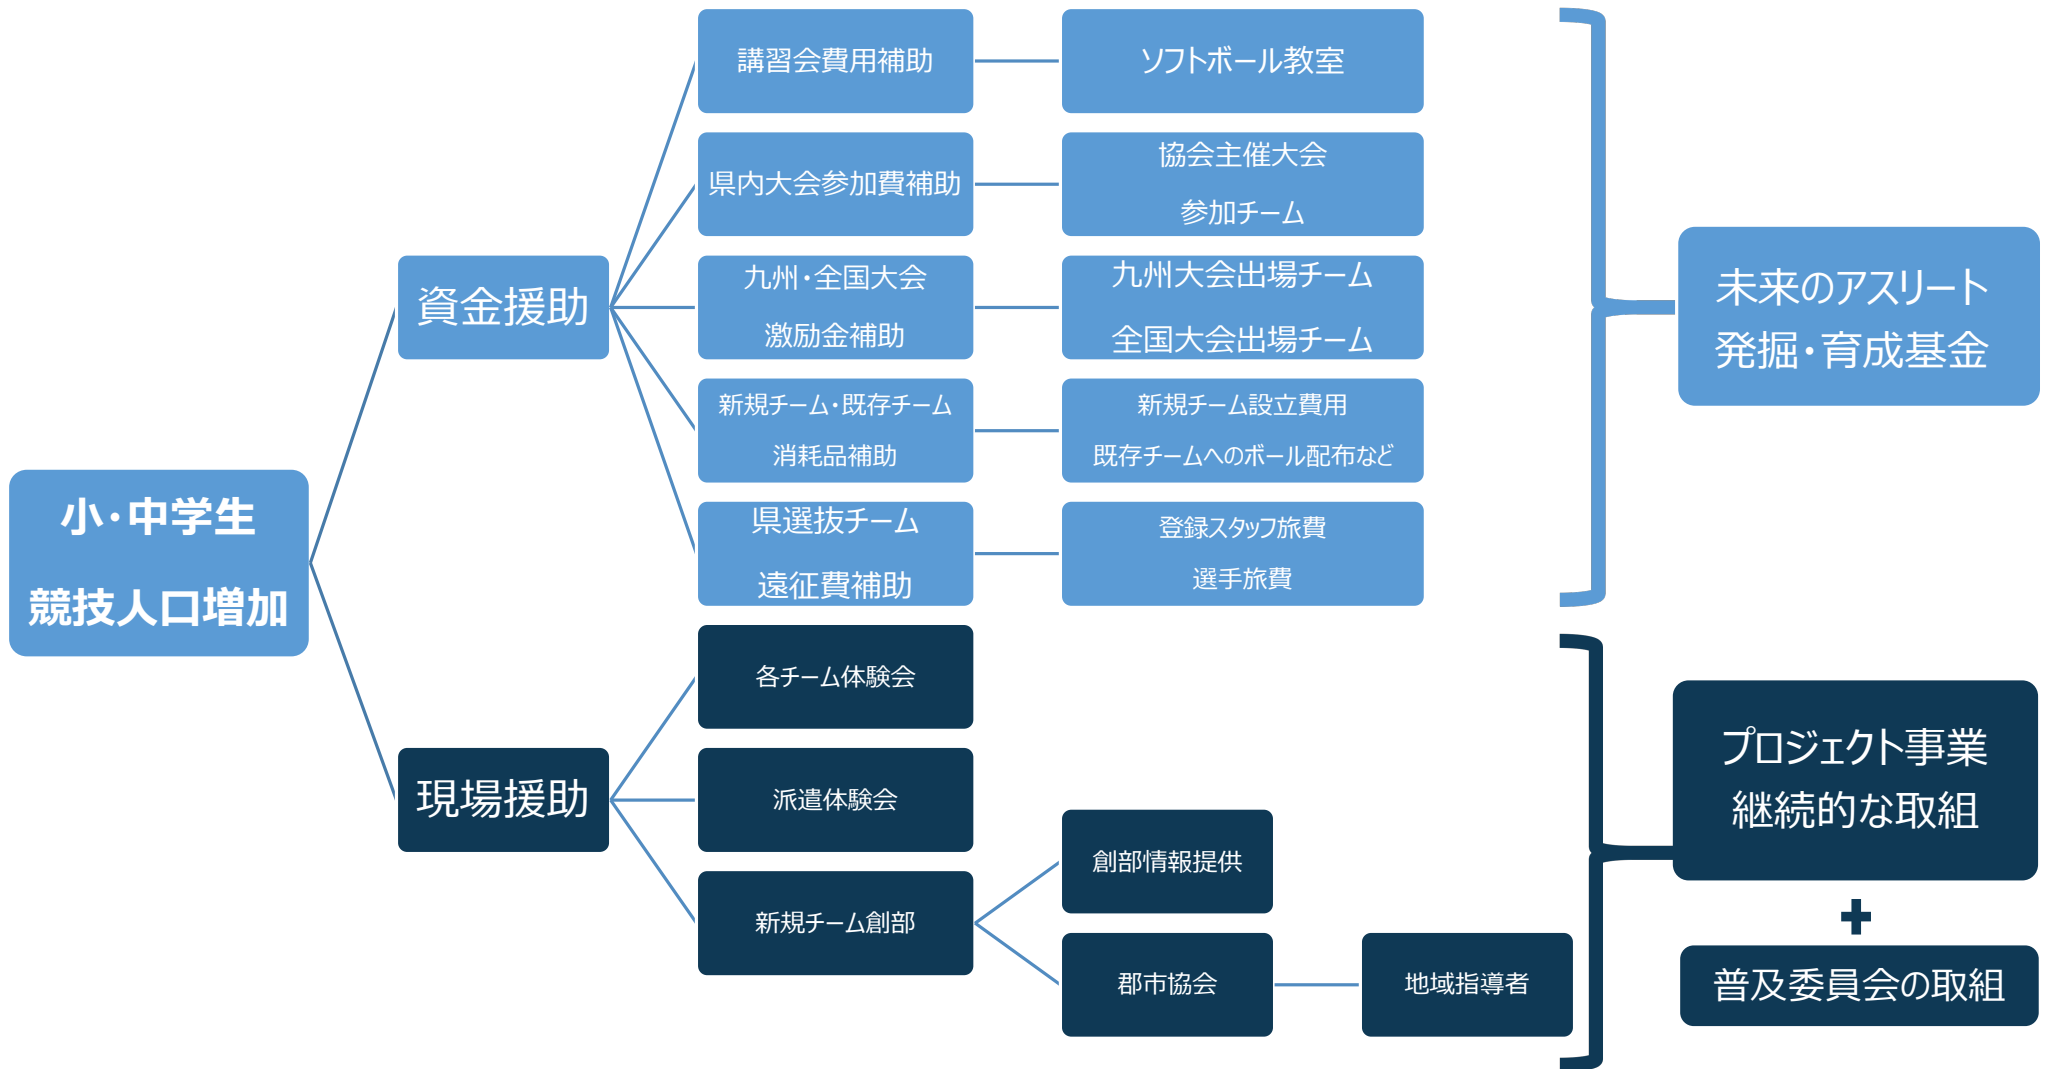 小・中学生
競技人口増加
資金援助
講習会費用補助
ソフトボール教室
県内大会参加費補助
協会主催大会
参加チーム
九州・全国大会
激励金補助
九州大会出場チーム
全国大会出場チーム
新規チーム・既存チーム
消耗品補助
新規チーム設立費用
既存チームへのボール配布など
県選抜チーム
遠征費補助
登録スタッフ旅費
選手旅費
未来のアスリート
発掘・育成基金
現場援助
各チーム体験会
派遣体験会
新規チーム創部
創部情報提供
郡市協会
地域指導者
プロジェクト事業
継続的な取組
+
普及委員会の取組